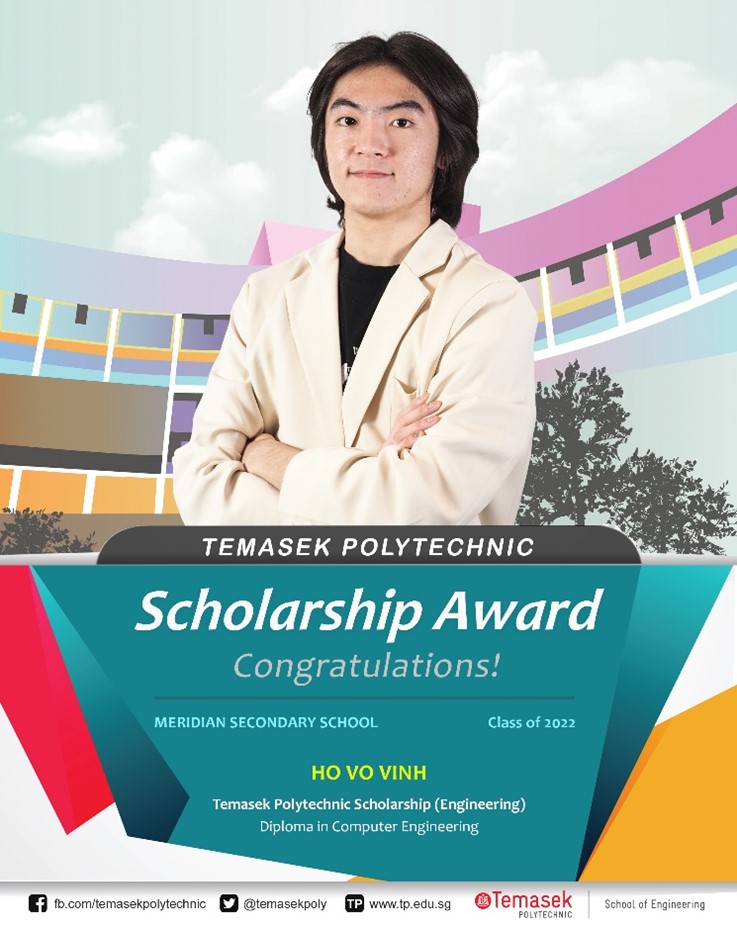 TEMASEK POLYTECHNIC
Scholarship Award
Congratulations!
MERIDIAN SECONDARY SCHOOL Class of 2022
HO VO VINH
Temasek Polytechnic Scholarship (Engineering)
Diploma in Computer Engineering
fb.com/temasekpolytechnic @temasekpoly TP www.tp.edu.sg Temasek POLYTECHNIC School of Engineering